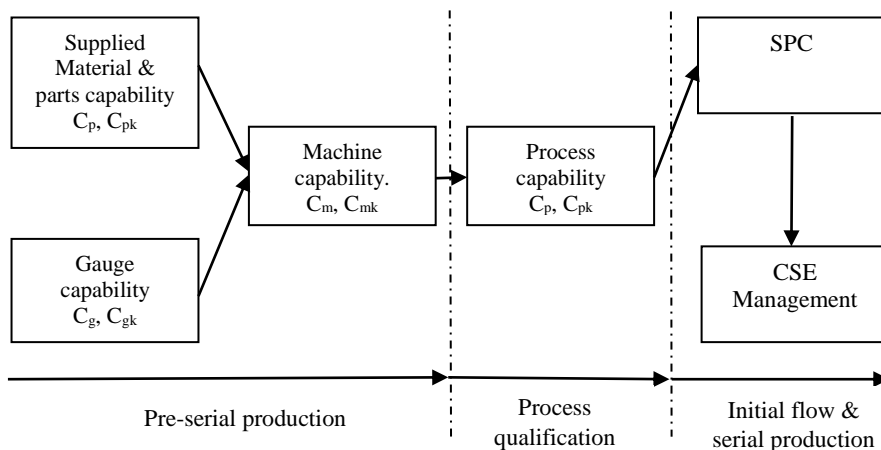 Supplied
Material &
parts capability
Cp, Cpk
Gauge
capability
Cg, Cgk
Machine
capability.
Cm, Cmk
Process
capability
Cp, Cpk
SPC
CSE
Management
Pre-serial production
Process
qualification
Initial flow &
serial production